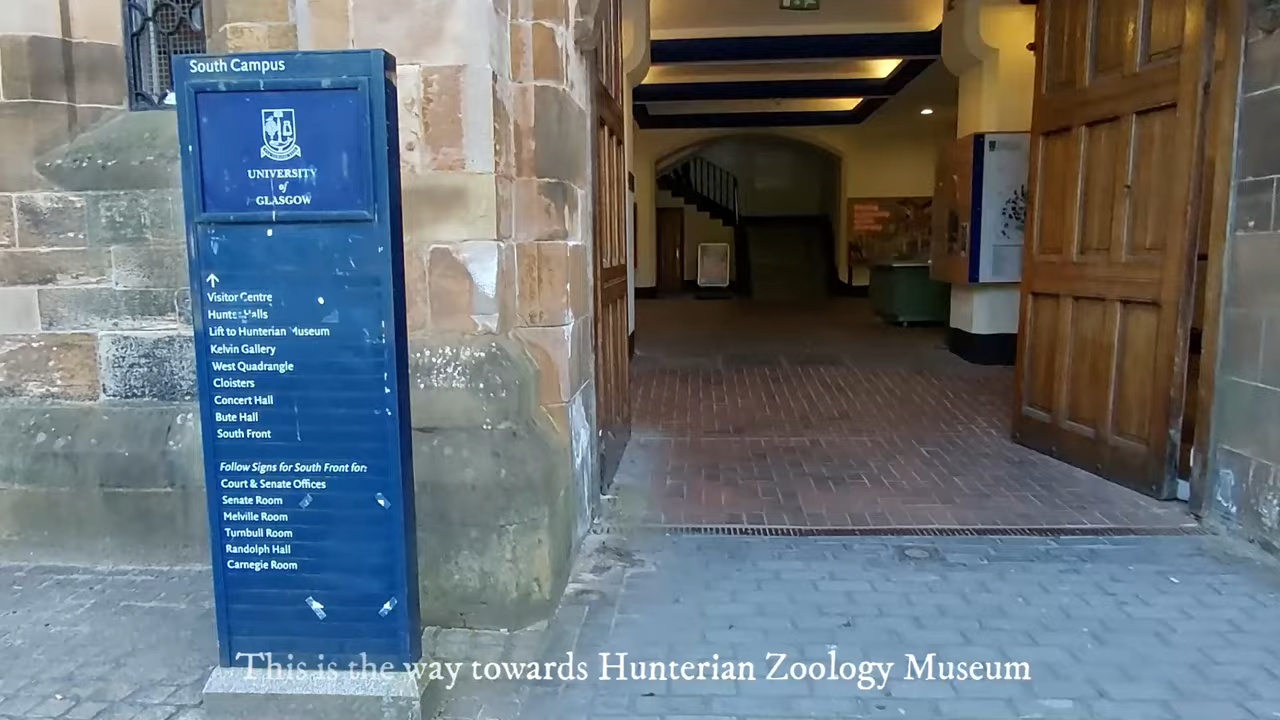 South Campus
UNIVERSITY
of
GLASGOW
↑
Visitor Centre
Hunter Halls
Lift to Hunterian Museum
Kelvin Gallery
West Quadrangle
Cloisters
Concert Hall
Bute Hall
South Front
Follow Signs for South Front for:
Court & Senate Offices
Senate Room
Melville Room
Turnbull Room
Randolph Hall
Carnegie Room
This is the way towards Hunterian Zoology Museum